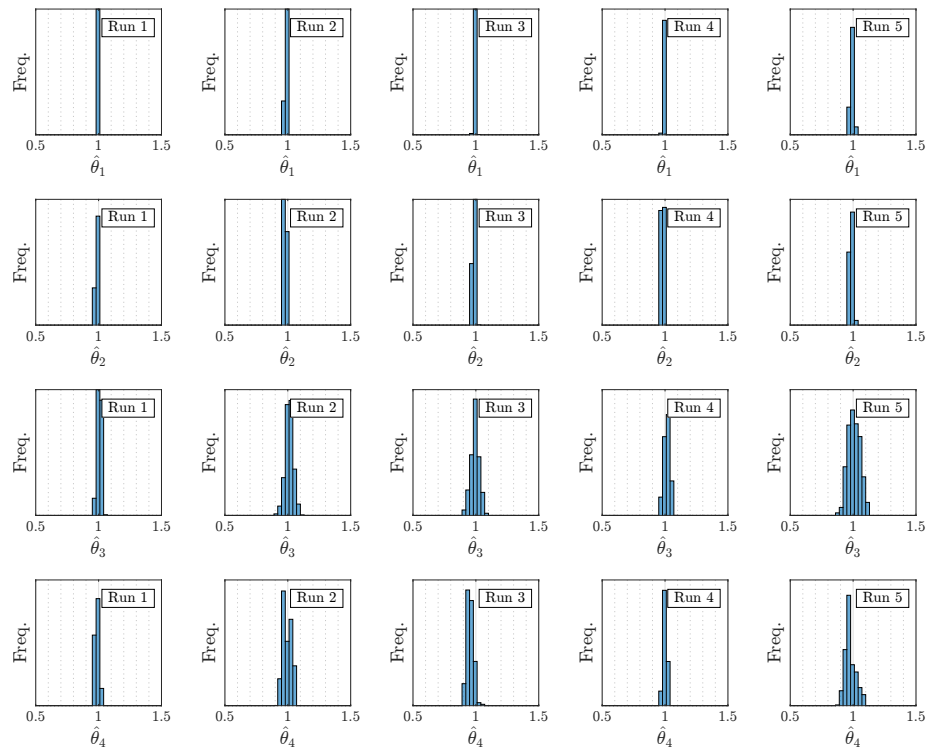 Freq. Run 1 Freq. Run 2 Freq. Run 3 Freq. Run 4 Freq. Run 5
0.5 1 1.5 0.5 1 1.5 0.5 1 1.5 0.5 1 1.5 0.5 1 1.5
θ̂₁ θ̂₁ θ̂₁ θ̂₁ θ̂₁
Freq. Run 1 Freq. Run 2 Freq. Run 3 Freq. Run 4 Freq. Run 5
0.5 1 1.5 0.5 1 1.5 0.5 1 1.5 0.5 1 1.5 0.5 1 1.5
θ̂₂ θ̂₂ θ̂₂ θ̂₂ θ̂₂
Freq. Run 1 Freq. Run 2 Freq. Run 3 Freq. Run 4 Freq. Run 5
0.5 1 1.5 0.5 1 1.5 0.5 1 1.5 0.5 1 1.5 0.5 1 1.5
θ̂₃ θ̂₃ θ̂₃ θ̂₃ θ̂₃
Freq. Run 1 Freq. Run 2 Freq. Run 3 Freq. Run 4 Freq. Run 5
0.5 1 1.5 0.5 1 1.5 0.5 1 1.5 0.5 1 1.5 0.5 1 1.5
θ̂₄ θ̂₄ θ̂₄ θ̂₄ θ̂₄